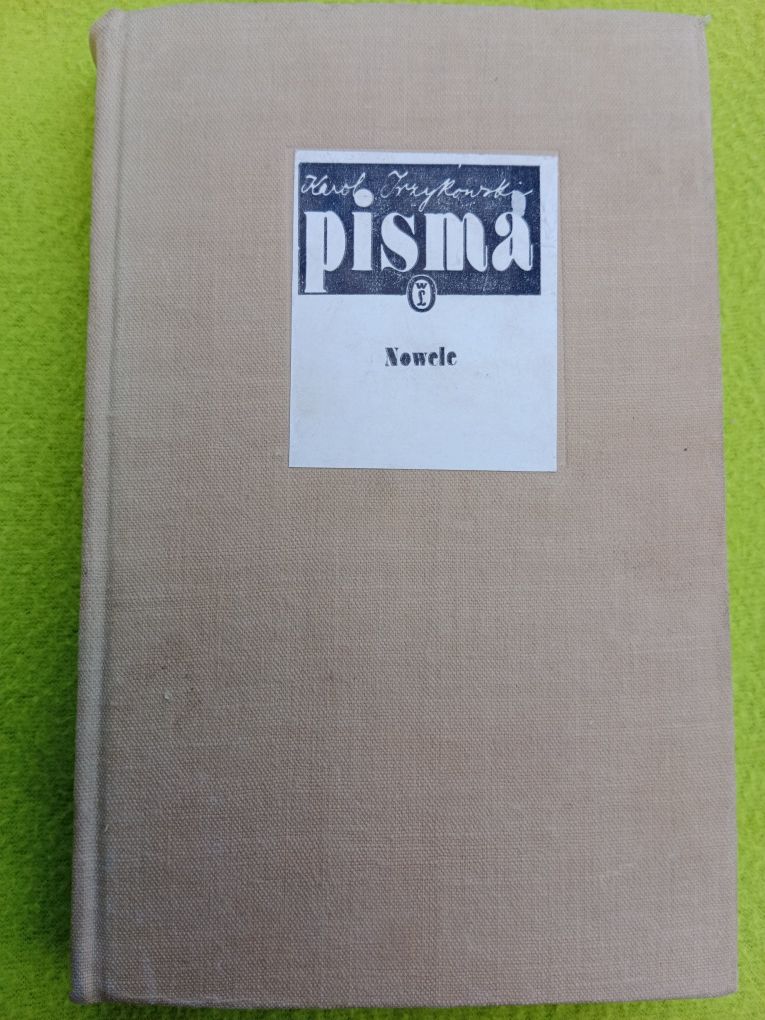 Karol Irzykowski
pisma
WL
Nowele